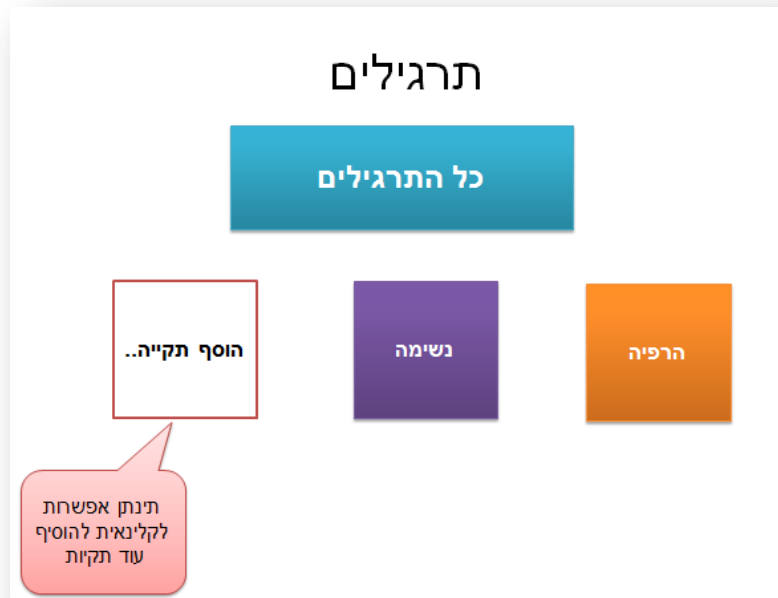 תרגילים
כל התרגילים
הרפיה
נשימה
הוסף תקייה..
תינתן אפשרות
לקלינאית להוסיף
עוד תקיות